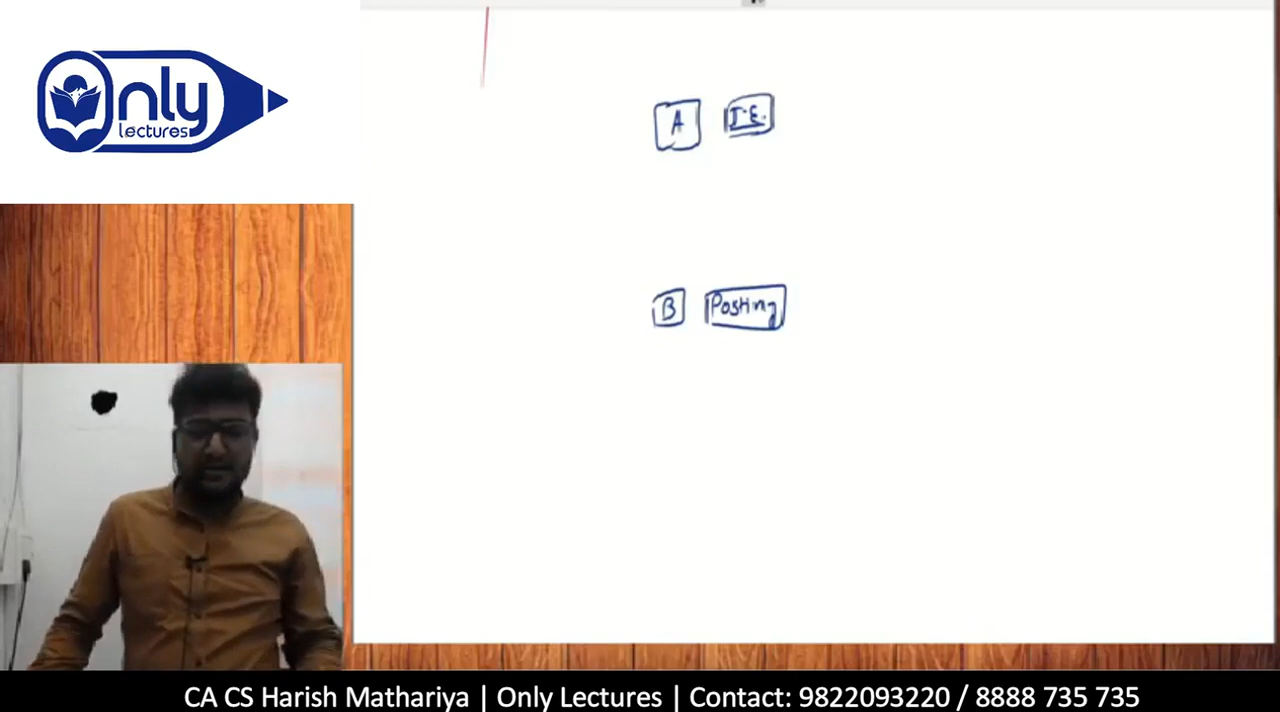 Only
lectures
A J.E.
B Posting
CA CS Harish Mathariya | Only Lectures | Contact: 9822093220 / 8888 735 735